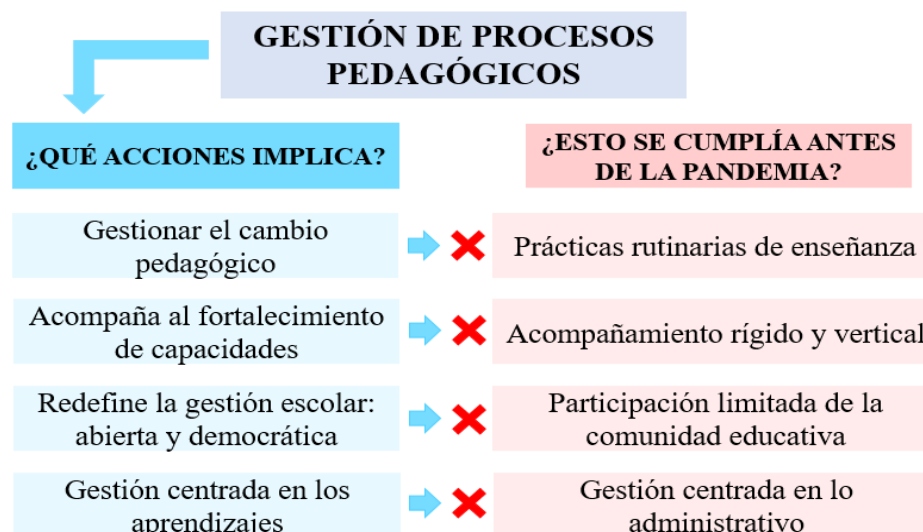 GESTIÓN DE PROCESOS
PEDAGÓGICOS
¿QUÉ ACCIONES IMPLICA?
¿ESTO SE CUMPLÍA ANTES
DE LA PANDEMIA?
Gestionar el cambio
pedagógico
Prácticas rutinarias de enseñanza
Acompaña al fortalecimiento
de capacidades
Acompañamiento rígido y vertical
Redefine la gestión escolar:
abierta y democrática
Participación limitada de la
comunidad educativa
Gestión centrada en los
aprendizajes
Gestión centrada en lo
administrativo